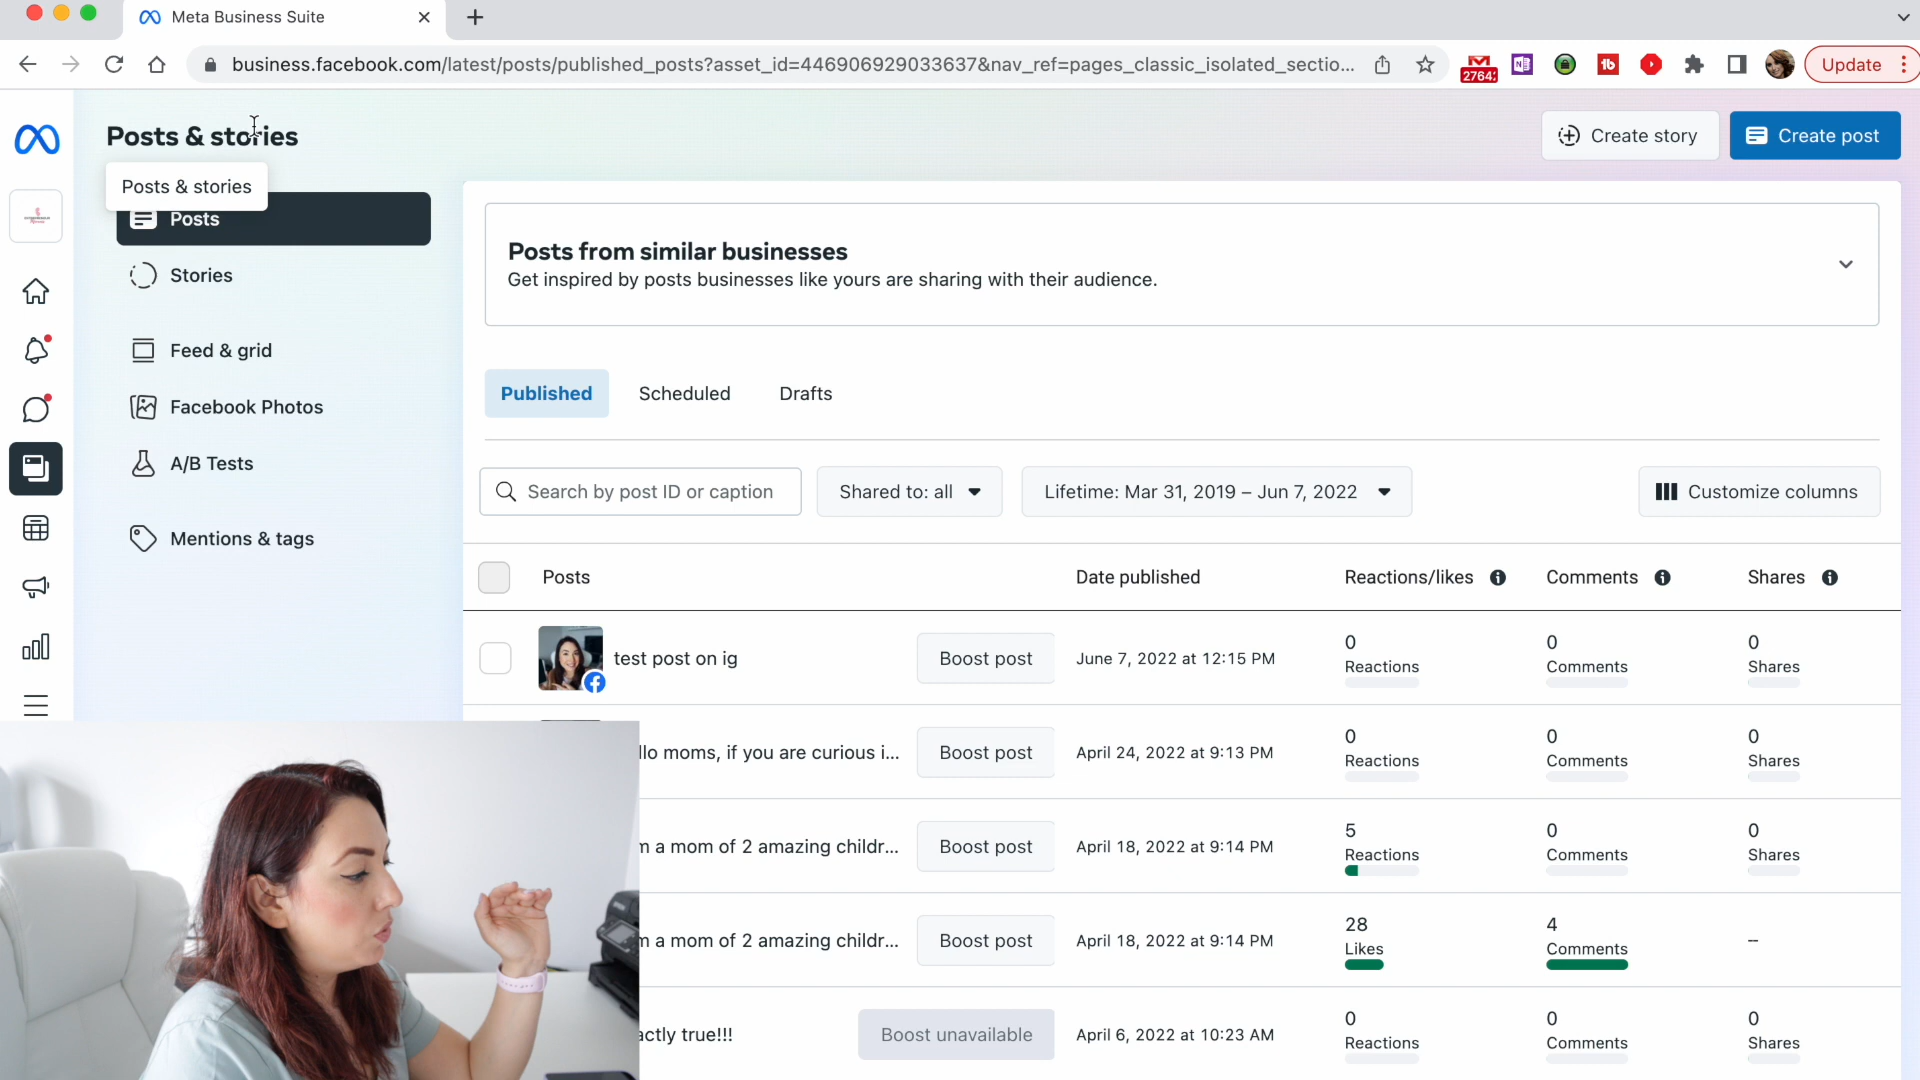 Meta Business Suite
business.facebook.com/latest/posts/published_posts?asset_id=446906929033637&nav_ref=pages_classic_isolated_sectio...
2764
Update
Posts & stories
Create story
Create post
Posts & stories
Posts
Stories
Feed & grid
Facebook Photos
A/B Tests
Mentions & tags
Posts from similar businesses
Get inspired by posts businesses like yours are sharing with their audience.
Published Scheduled Drafts
Search by post ID or caption
Shared to: all
Lifetime: Mar 31, 2019 – Jun 7, 2022
Customize columns
Posts Date published Reactions/likes Comments Shares
test post on ig Boost post June 7, 2022 at 12:15 PM
0 0 0
Reactions Comments Shares
llo moms, if you are curious i... Boost post April 24, 2022 at 9:13 PM
0 0 0
Reactions Comments Shares
m a mom of 2 amazing childr... Boost post April 18, 2022 at 9:14 PM
5 0 0
Reactions Comments Shares
m a mom of 2 amazing childr... Boost post April 18, 2022 at 9:14 PM
28 4 --
Likes Comments
actly true!!! Boost unavailable April 6, 2022 at 10:23 AM
0 0 0
Reactions Comments Shares